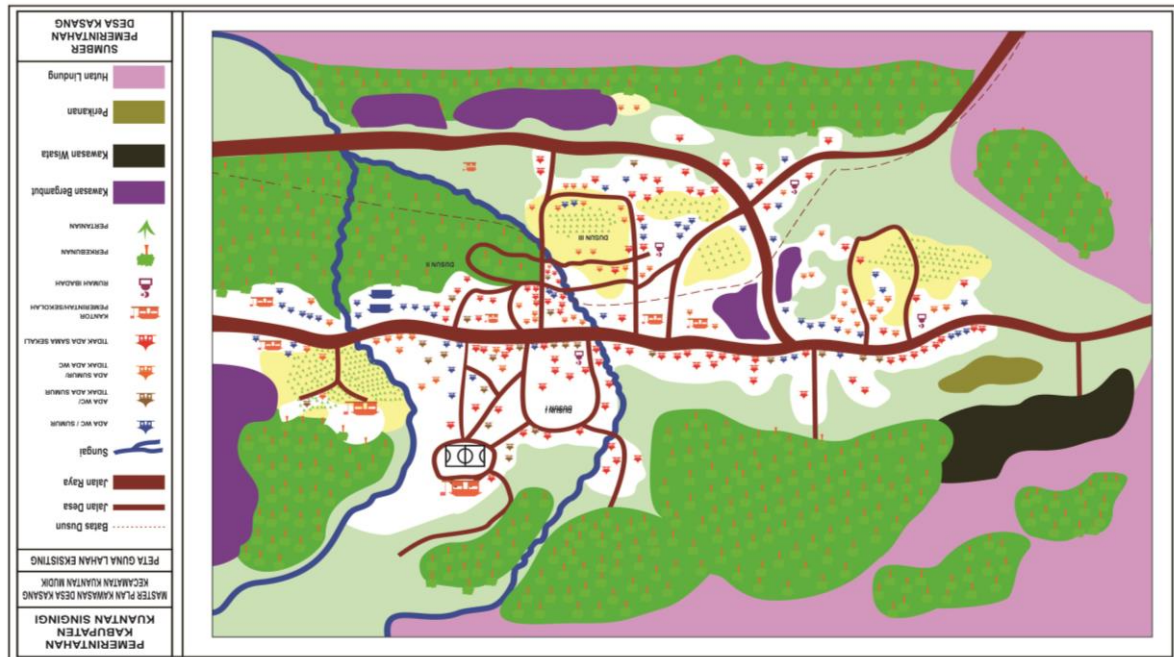 PEMERINTAHAN
KABUPATEN
KUANTAN SINGINGI
MASTER PLAN KAWASAN DESA KASANG
KECAMATAN KUANTAN MUDIK
PETA GUNA LAHAN EKSISTING
Batas Dusun
Jalan Desa
Jalan Raya
Sungai
ADA WC / SUMUR
ADA WC/
TIDAK ADA SUMUR
ADA SUMUR/
TIDAK ADA WC
TIDAK ADA SAMA SEKALI
KANTOR
PEMERINTAH/SEKOLAH
RUMAH IBADAH
PERKEBUNAN
PERTANAN
Kawasan Bergambut
Kawasan Wisata
Perikanan
Hutan Lindung
SUMBER
PEMERINTAHAN
DESA KASANG
DUSUN I
DUSUN II
DUSUN III